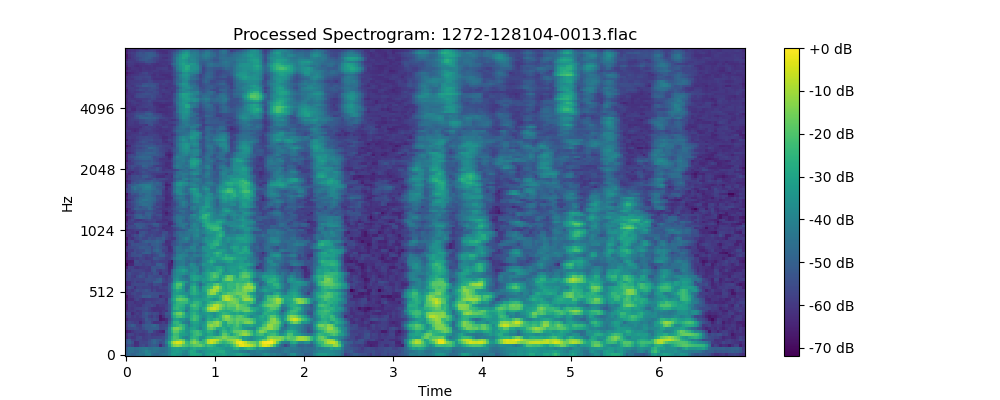 Processed Spectrogram: 1272-128104-0013.flac
Hz
4096
2048
1024
512
0
0 1 2 3 4 5 6
Time
+0 dB
-10 dB
-20 dB
-30 dB
-40 dB
-50 dB
-60 dB
-70 dB